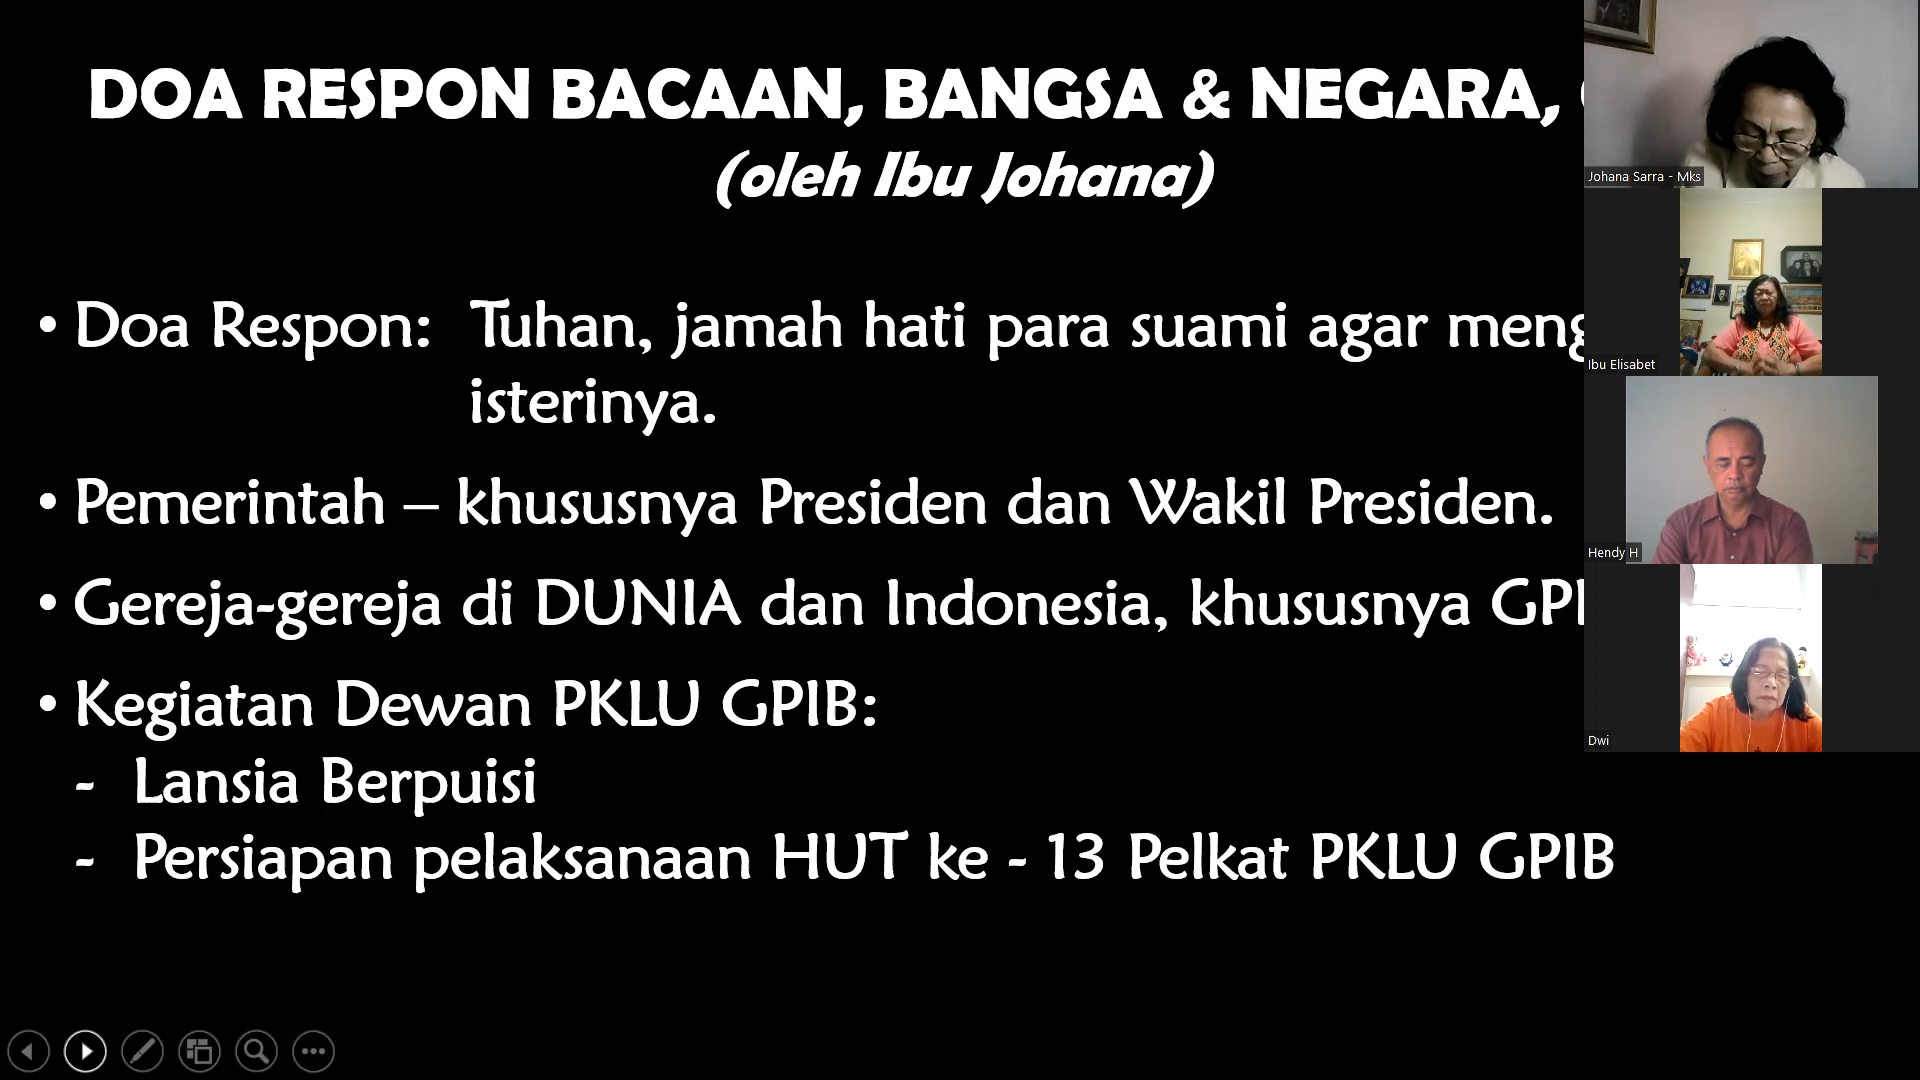 DOA RESPON BACAAN, BANGSA & NEGARA,
(oleh Ibu Johana)
• Doa Respon: Tuhan, jamah hati para suami agar meng
isterinya.
• Pemerintah – khususnya Presiden dan Wakil Presiden.
• Gereja-gereja di DUNIA dan Indonesia, khususnya GPI
• Kegiatan Dewan PKLU GPIB:
- Lansia Berpuisi
- Persiapan pelaksanaan HUT ke - 13 Pelkat PKLU GPIB
Johana Sarra - Mks
Ibu Elisabet
Hendy H
Dwi